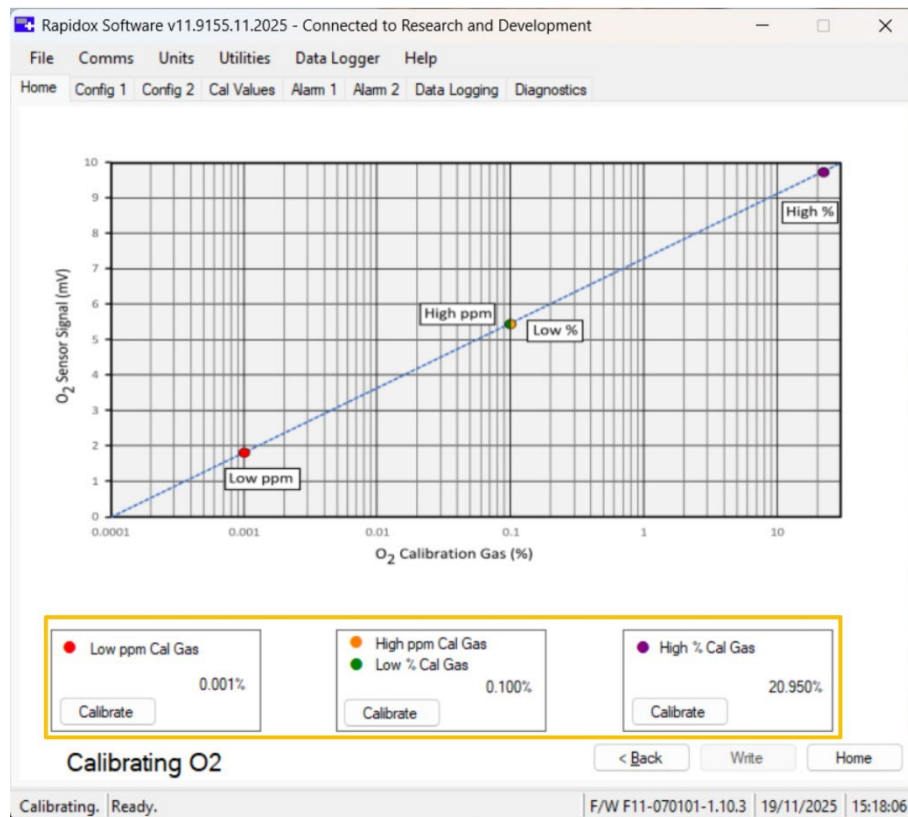 Rapidox Software v11.9155.11.2025 - Connected to Research and Development
File Comms Units Utilities Data Logger Help
Home Config 1 Config 2 Cal Values Alarm 1 Alarm 2 Data Logging Diagnostics
10
9
8
7
6
5
4
3
2
1
0
O2 Sensor Signal (mV)
High %
High ppm
Low %
Low ppm
0.0001 0.001 0.01 0.1 1 10
O2 Calibration Gas (%)
Low ppm Cal Gas
0.001%
Calibrate
High ppm Cal Gas
Low % Cal Gas
0.100%
Calibrate
High % Cal Gas
20.950%
Calibrate
Calibrating O2
< Back Write Home
Calibrating. Ready. F/W F11-070101-1.10.3 19/11/2025 15:18:06